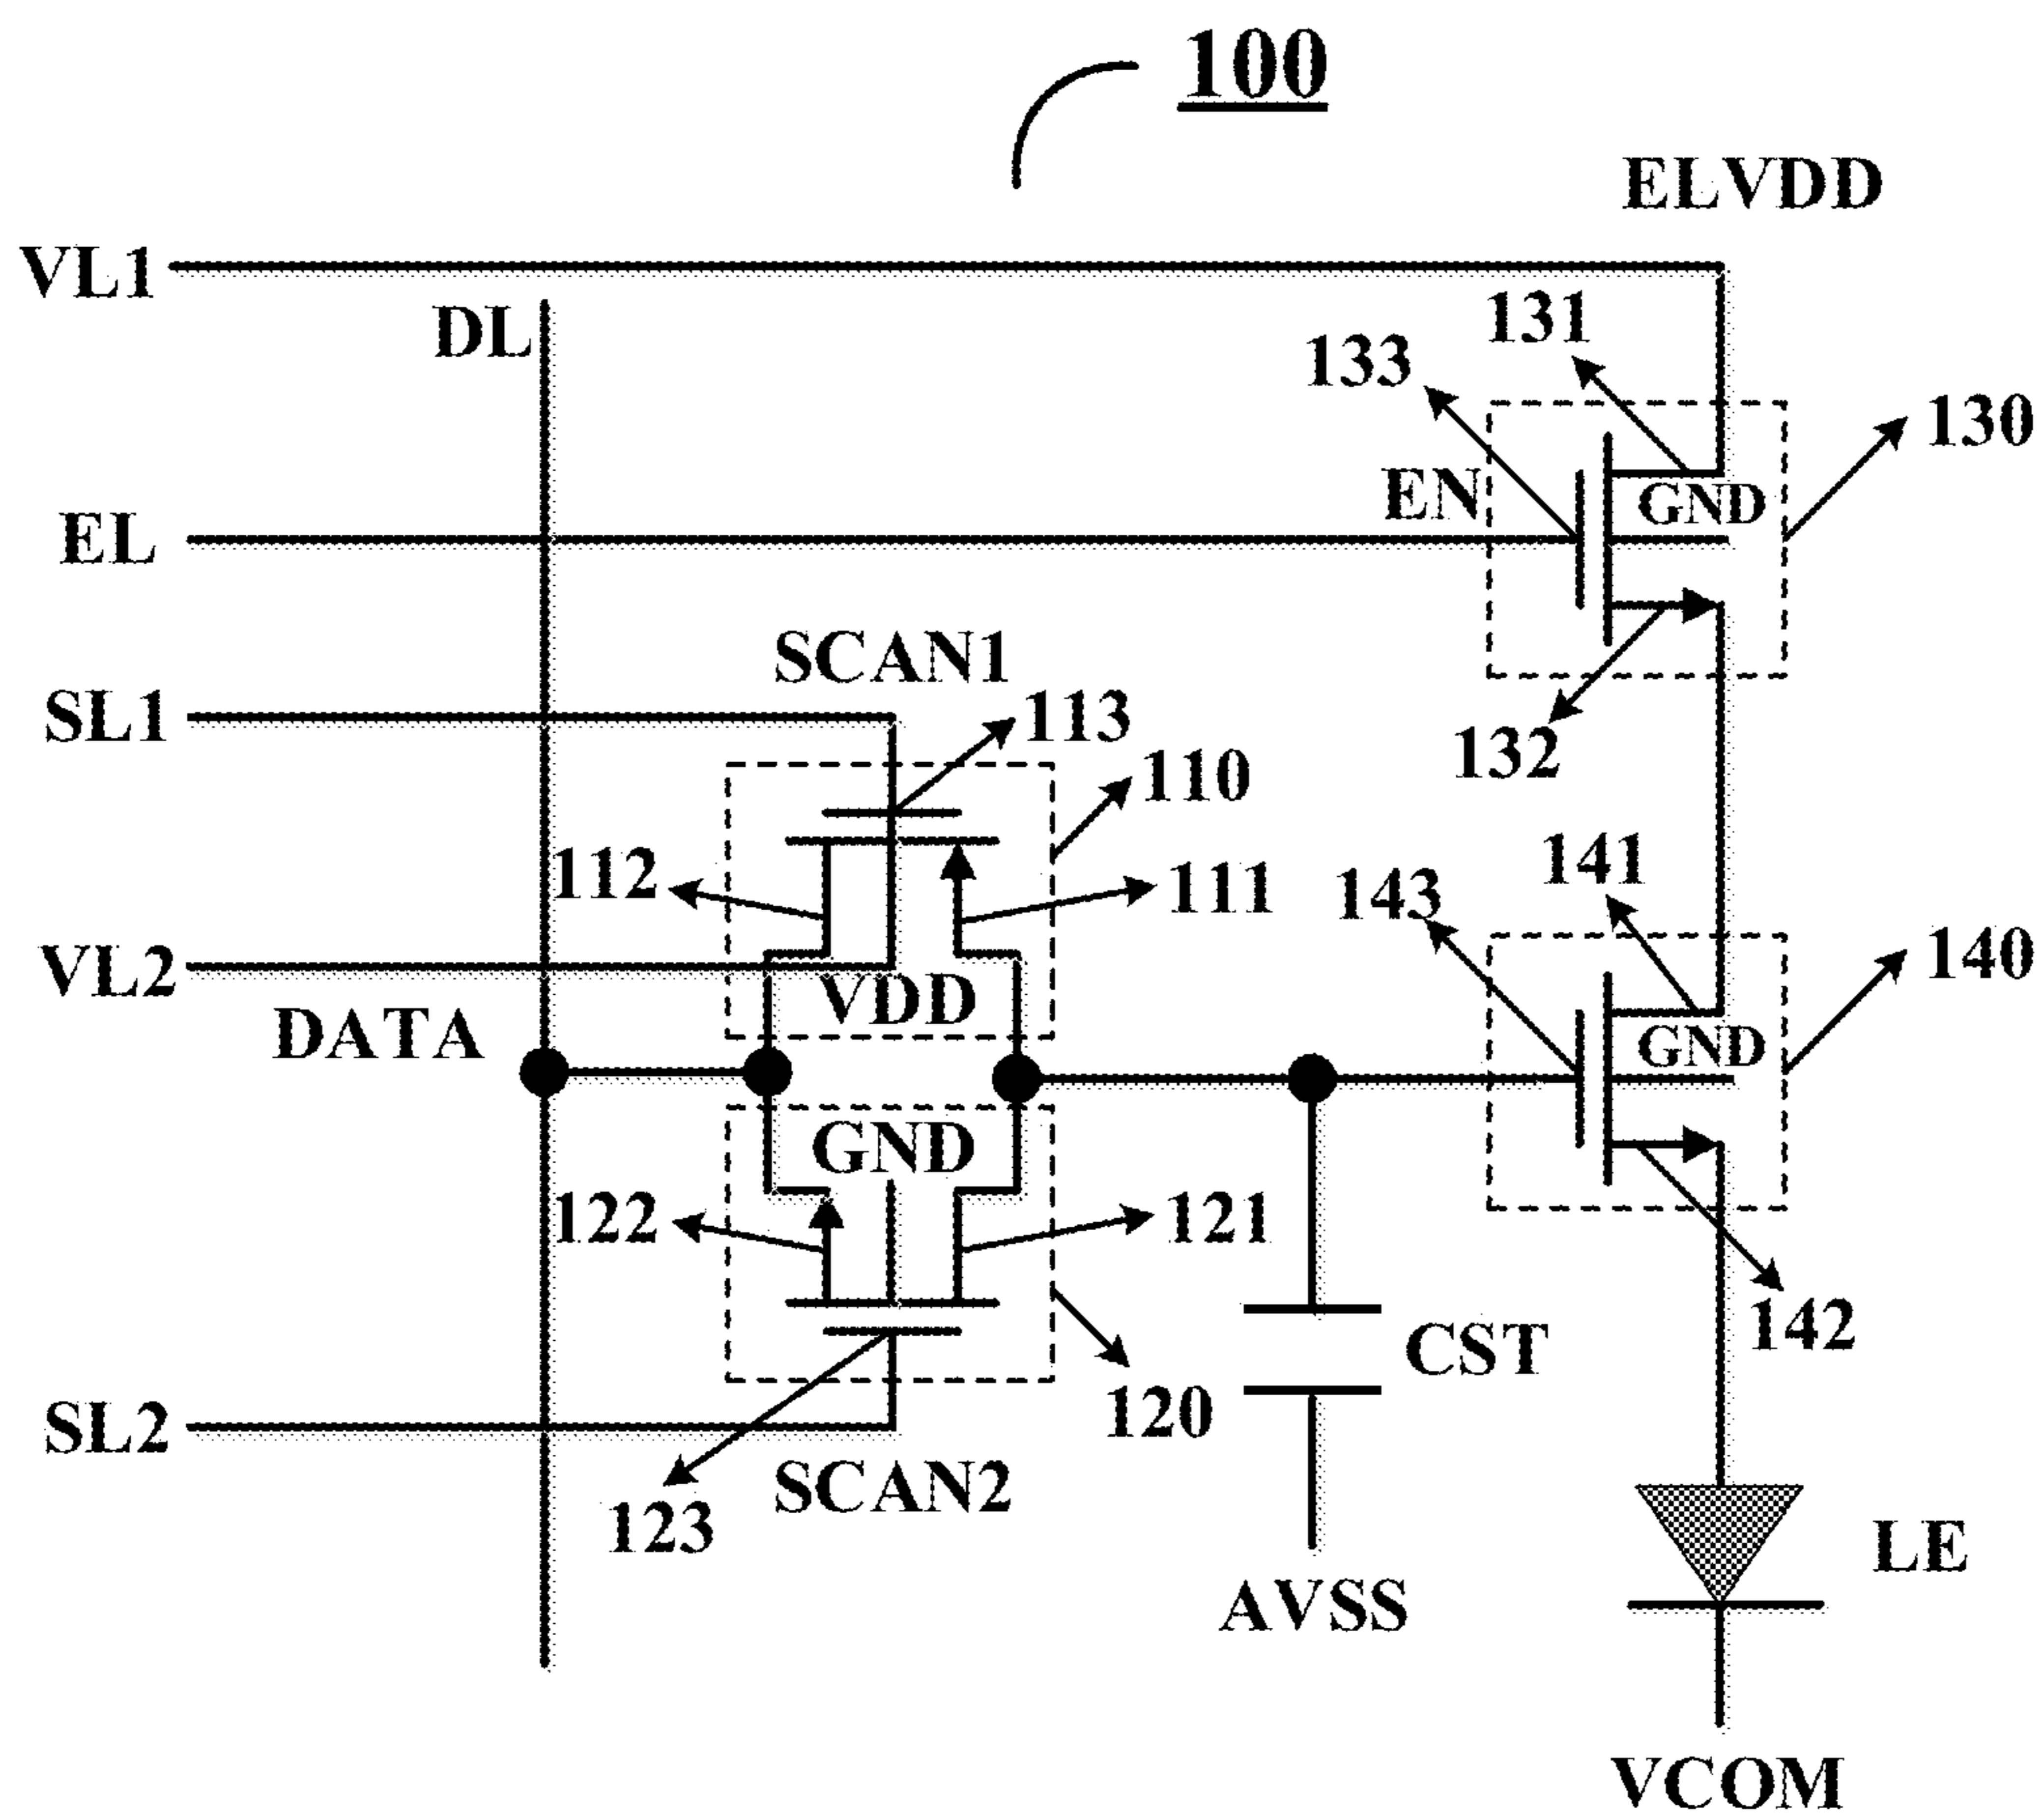 100
ELVDD
VL1
DL
131
133
130
EN
GND
EL
SCAN1
SL1
113
132
110
141
112
111
143
VL2
VDD
140
DATA
GND
GND
122
121
142
CST
120
SL2
SCAN2
123
LE
AVSS
VCOM